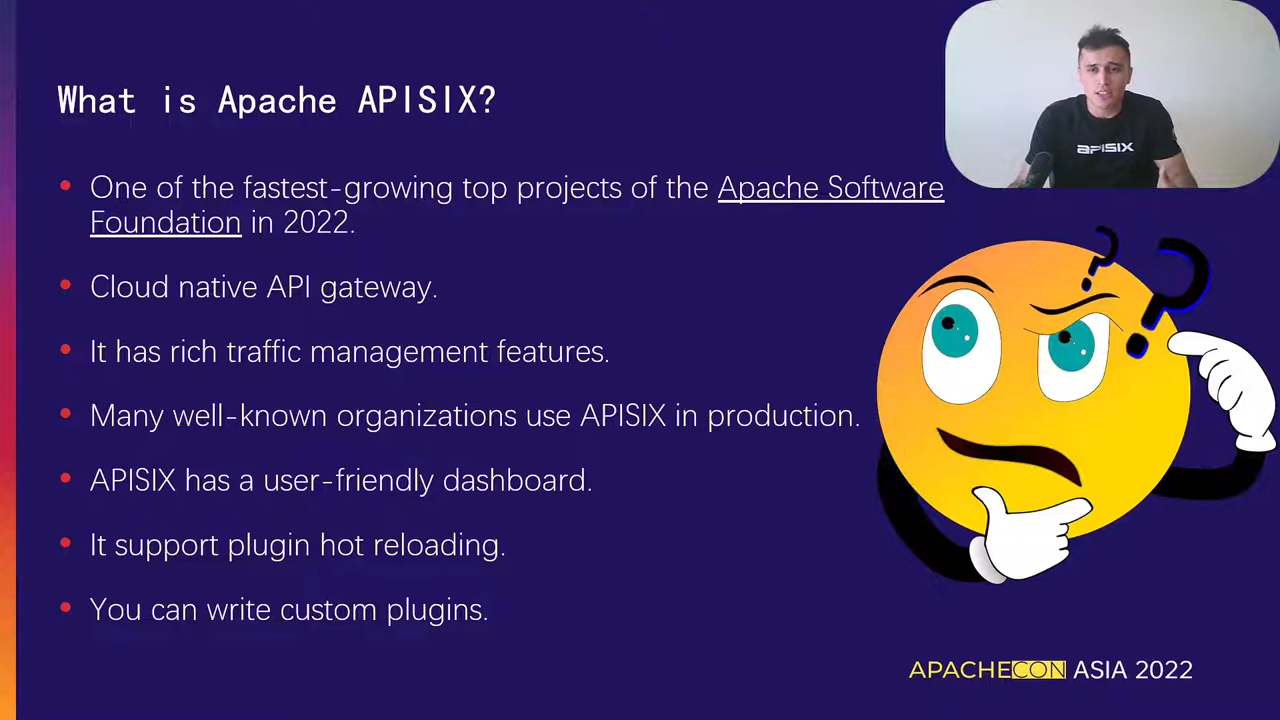 What is Apache APISIX?
APISIX
• One of the fastest-growing top projects of the Apache Software
Foundation in 2022.
• Cloud native API gateway.
• It has rich traffic management features.
• Many well-known organizations use APISIX in production.
• APISIX has a user-friendly dashboard.
• It support plugin hot reloading.
• You can write custom plugins.
? ?
APACHECON ASIA 2022